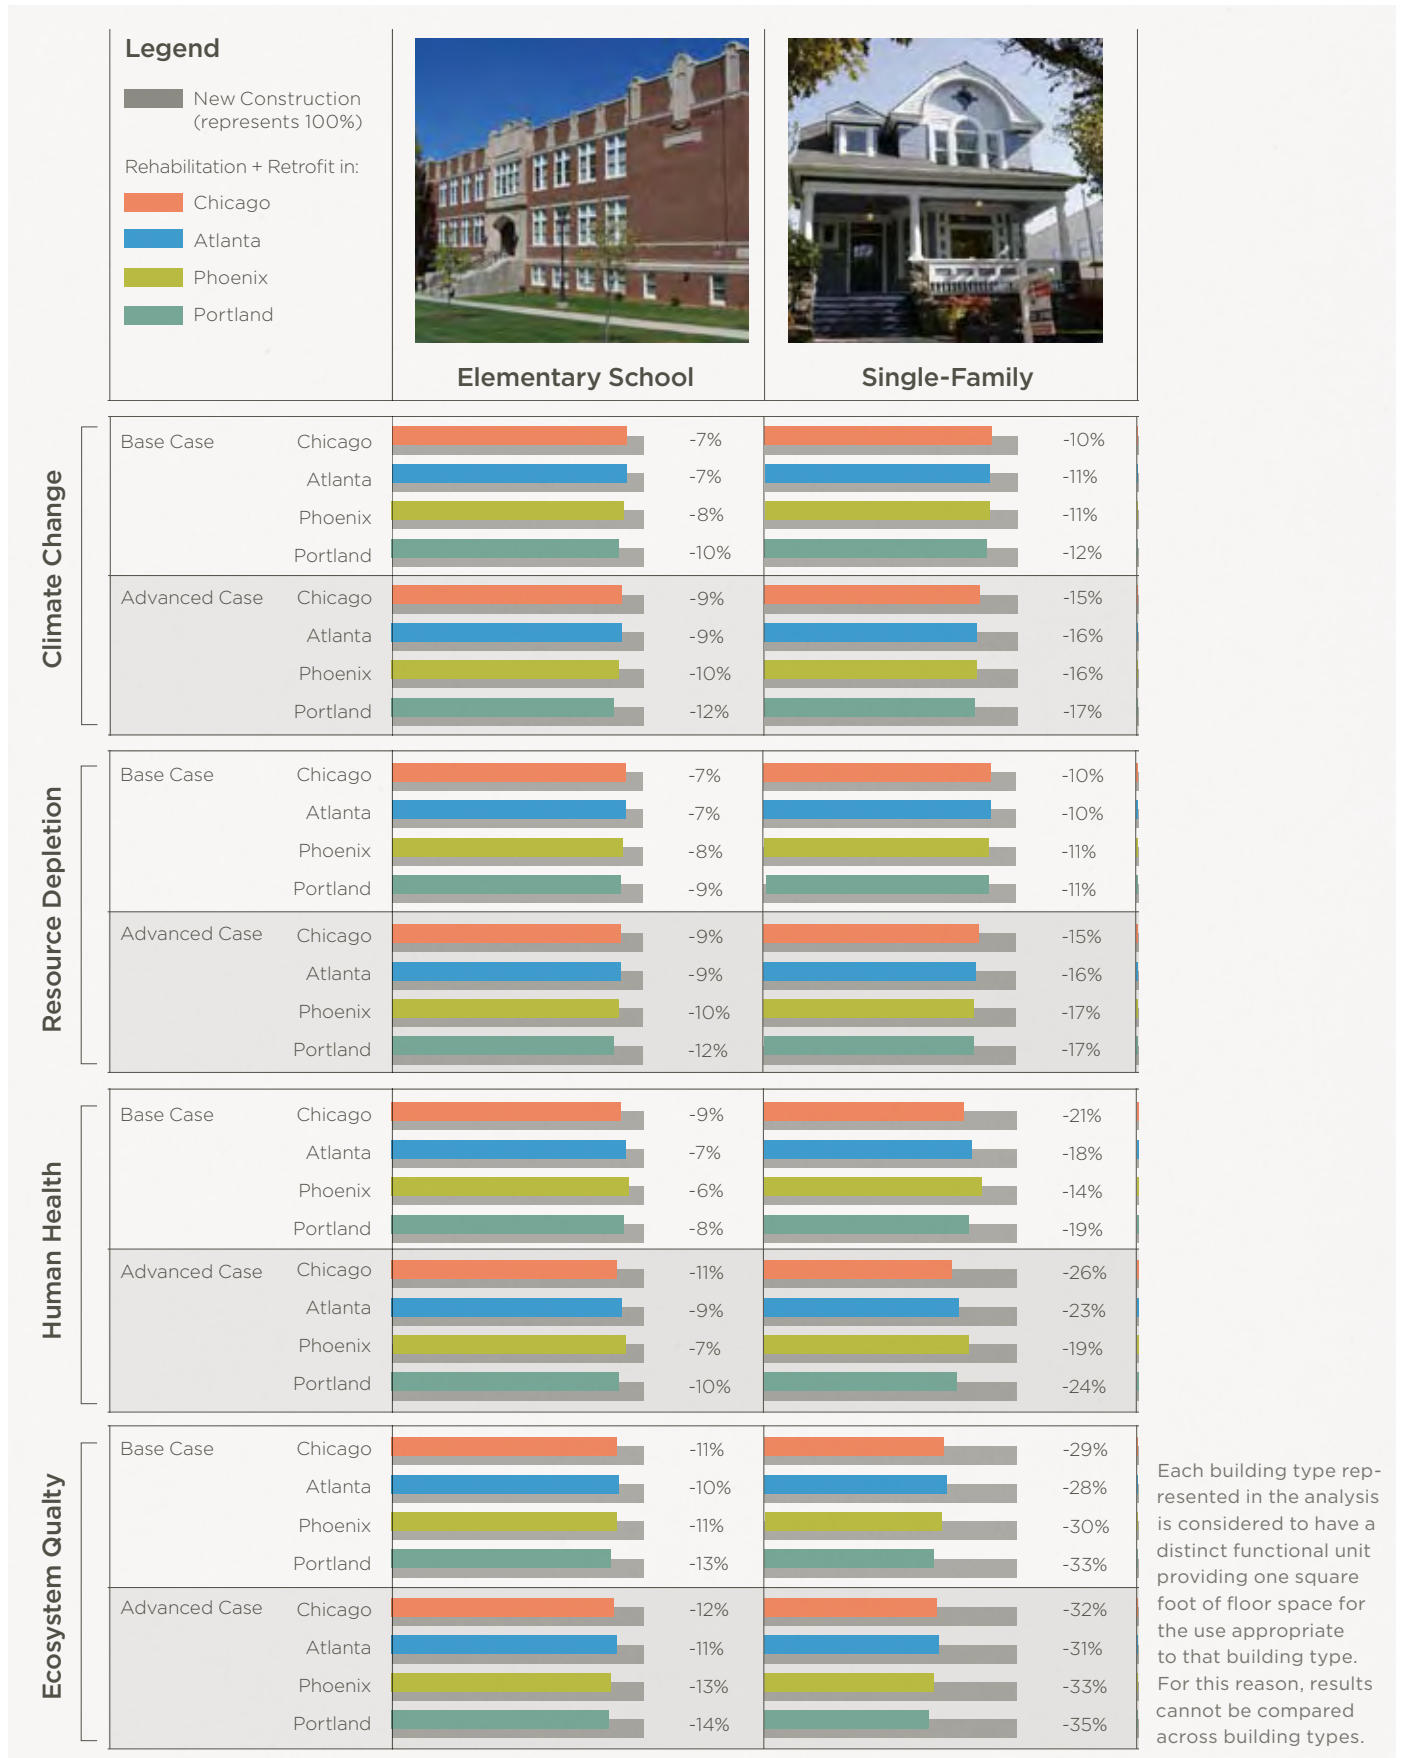 Legend
New Construction
(represents 100%)
Rehabilitation + Retrofit in:
Chicago
Atlanta
Phoenix
Portland
Elementary School
Single-Family
Climate Change
Base Case Chicago -7% -10%
Atlanta -7% -11%
Phoenix -8% -11%
Portland -10% -12%
Advanced Case Chicago -9% -15%
Atlanta -9% -16%
Phoenix -10% -16%
Portland -12% -17%
Resource Depletion
Base Case Chicago -7% -10%
Atlanta -7% -10%
Phoenix -8% -11%
Portland -9% -11%
Advanced Case Chicago -9% -15%
Atlanta -9% -16%
Phoenix -10% -17%
Portland -12% -17%
Human Health
Base Case Chicago -9% -21%
Atlanta -7% -18%
Phoenix -6% -14%
Portland -8% -19%
Advanced Case Chicago -11% -26%
Atlanta -9% -23%
Phoenix -7% -19%
Portland -10% -24%
Ecosystem Qualty
Base Case Chicago -11% -29%
Atlanta -10% -28%
Phoenix -11% -30%
Portland -13% -33%
Advanced Case Chicago -12% -32%
Atlanta -11% -31%
Phoenix -13% -33%
Portland -14% -35%
Each building type rep-
resented in the analysis
is considered to have a
distinct functional unit
providing one square
foot of floor space for
the use appropriate
to that building type.
For this reason, results
cannot be compared
across building types.